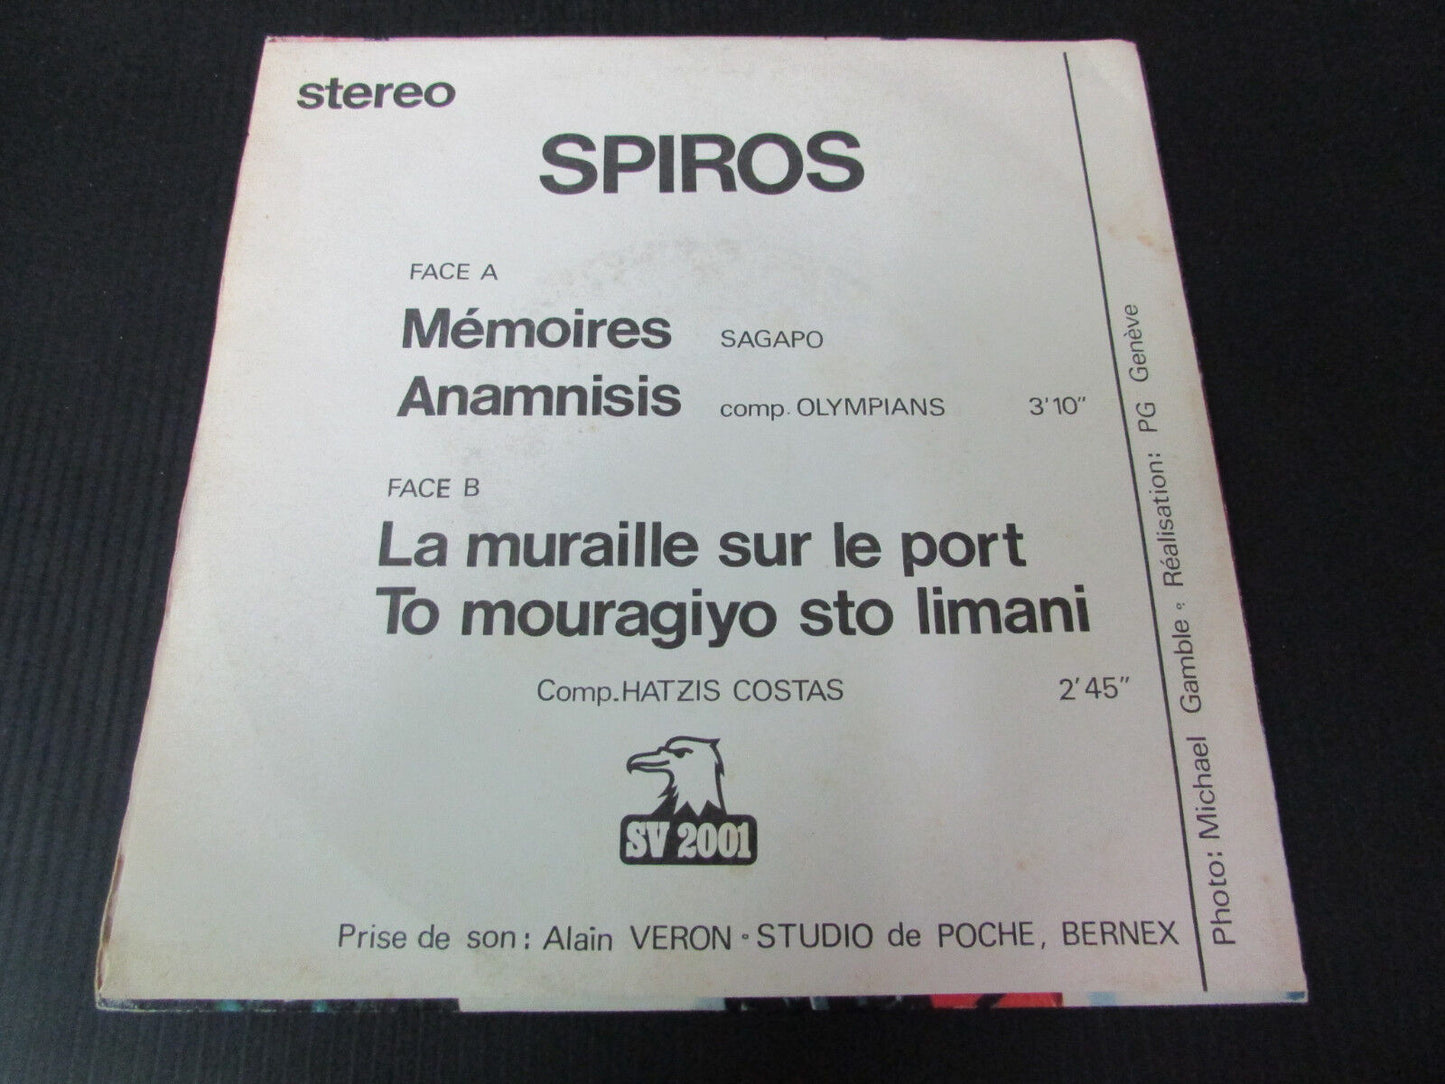 stereo
SPIROS
FACE A
Mémoires SAGAPO
Anamnisis comp. OLYMPIANS 3'10"
FACE B
La muraille sur le port
To mouragiyo sto limani
Comp. HATZIS COSTAS 2'45"
SV 2001
Prise de son: Alain VERON - STUDIO de POCHE, BERNEX
Photo: Michael Gamble - Réalisation: PG Genève